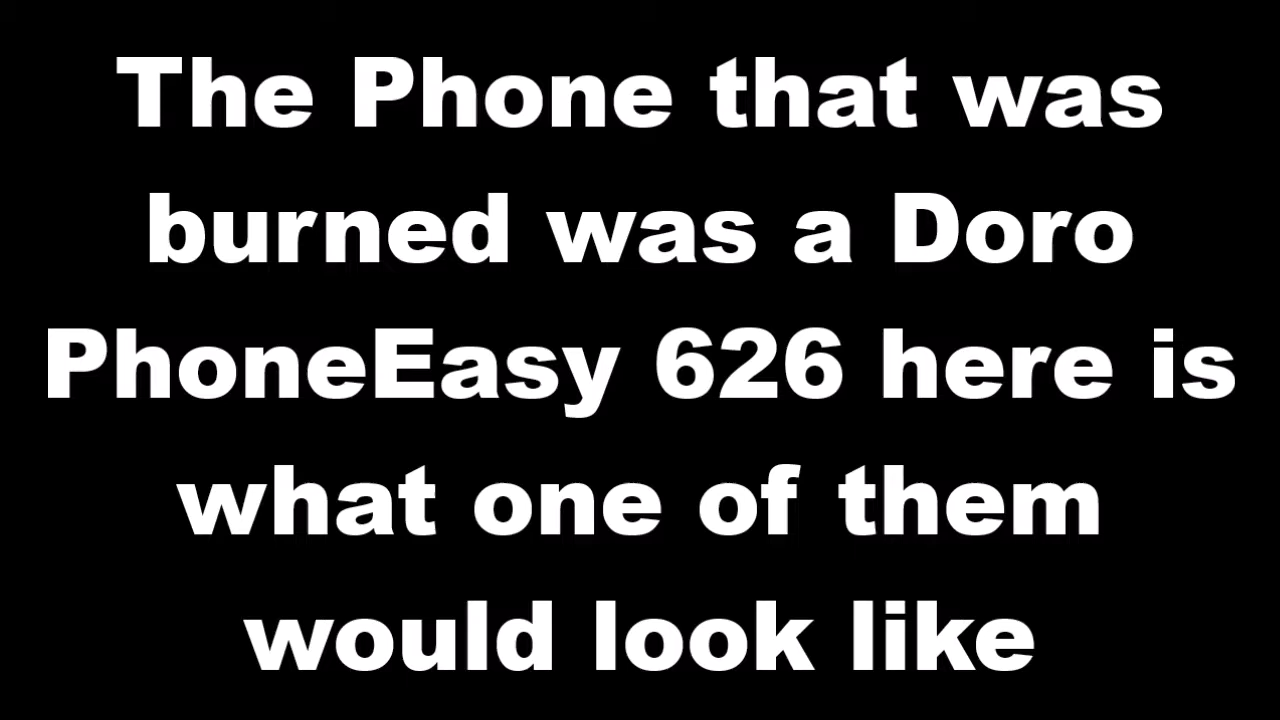 The Phone that was
burned was a Doro
PhoneEasy 626 here is
what one of them
would look like